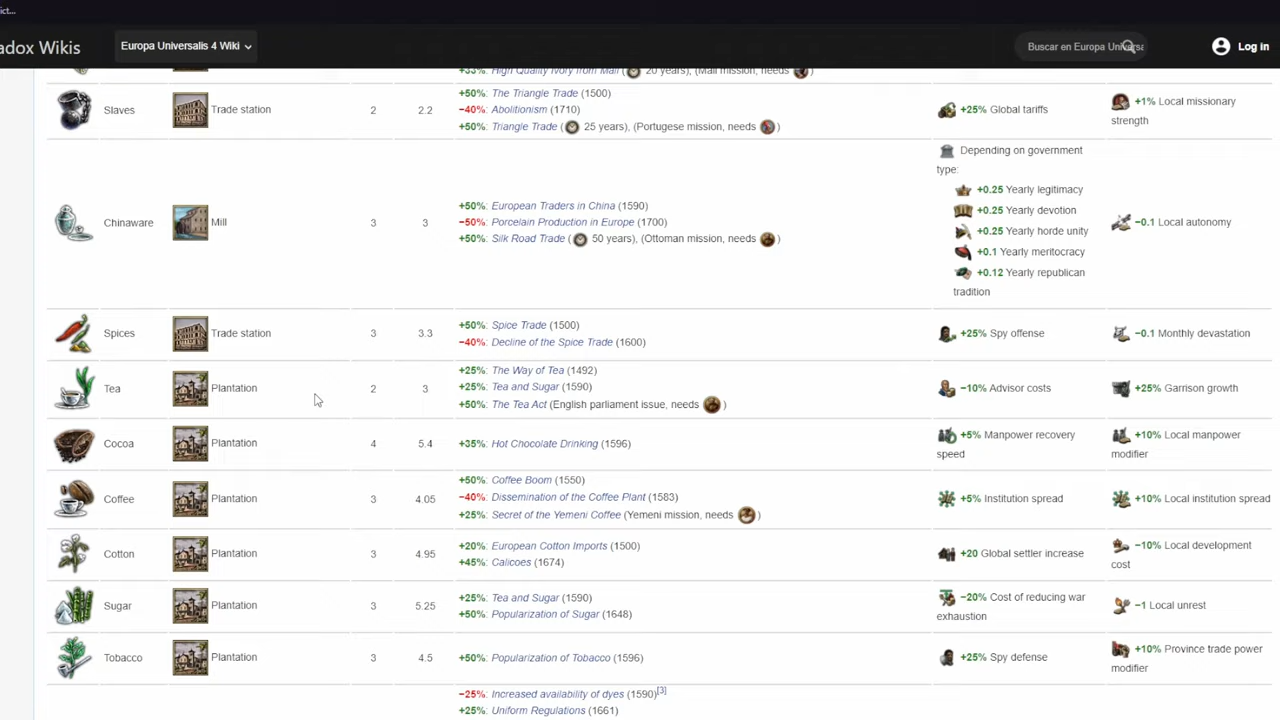 ict...
adox Wikis
Europa Universalis 4 Wiki
Buscar en Europa Universa
Log in
+33%: High Quality Ivory from Mali ( 20 years), (Mali mission, needs )
Slaves
Trade station
2
2.2
+50%: The Triangle Trade (1500)
−40%: Abolitionism (1710)
+50%: Triangle Trade ( 25 years), (Portugese mission, needs )
+25% Global tariffs
+1% Local missionary
strength
Chinaware
Mill
3
3
+50%: European Traders in China (1590)
−50%: Porcelain Production in Europe (1700)
+50%: Silk Road Trade ( 50 years), (Ottoman mission, needs )
Depending on government
type:
+0.25 Yearly legitimacy
+0.25 Yearly devotion
+0.25 Yearly horde unity
+0.1 Yearly meritocracy
+0.12 Yearly republican
tradition
−0.1 Local autonomy
Spices
Trade station
3
3.3
+50%: Spice Trade (1500)
−40%: Decline of the Spice Trade (1600)
+25% Spy offense
−0.1 Monthly devastation
Tea
Plantation
2
3
+25%: The Way of Tea (1492)
+25%: Tea and Sugar (1590)
+50%: The Tea Act (English parliament issue, needs )
−10% Advisor costs
+25% Garrison growth
Cocoa
Plantation
4
5.4
+35%: Hot Chocolate Drinking (1596)
+5% Manpower recovery
speed
+10% Local manpower
modifier
Coffee
Plantation
3
4.05
+50%: Coffee Boom (1550)
−40%: Dissemination of the Coffee Plant (1583)
+25%: Secret of the Yemeni Coffee (Yemeni mission, needs )
+5% Institution spread
+10% Local institution spread
Cotton
Plantation
3
4.95
+20%: European Cotton Imports (1500)
+45%: Calicoes (1674)
+20 Global settler increase
−10% Local development
cost
Sugar
Plantation
3
5.25
+25%: Tea and Sugar (1590)
+50%: Popularization of Sugar (1648)
−20% Cost of reducing war
exhaustion
−1 Local unrest
Tobacco
Plantation
3
4.5
+50%: Popularization of Tobacco (1596)
+25% Spy defense
+10% Province trade power
modifier
−25%: Increased availability of dyes (1590)[3]
+25%: Uniform Regulations (1661)